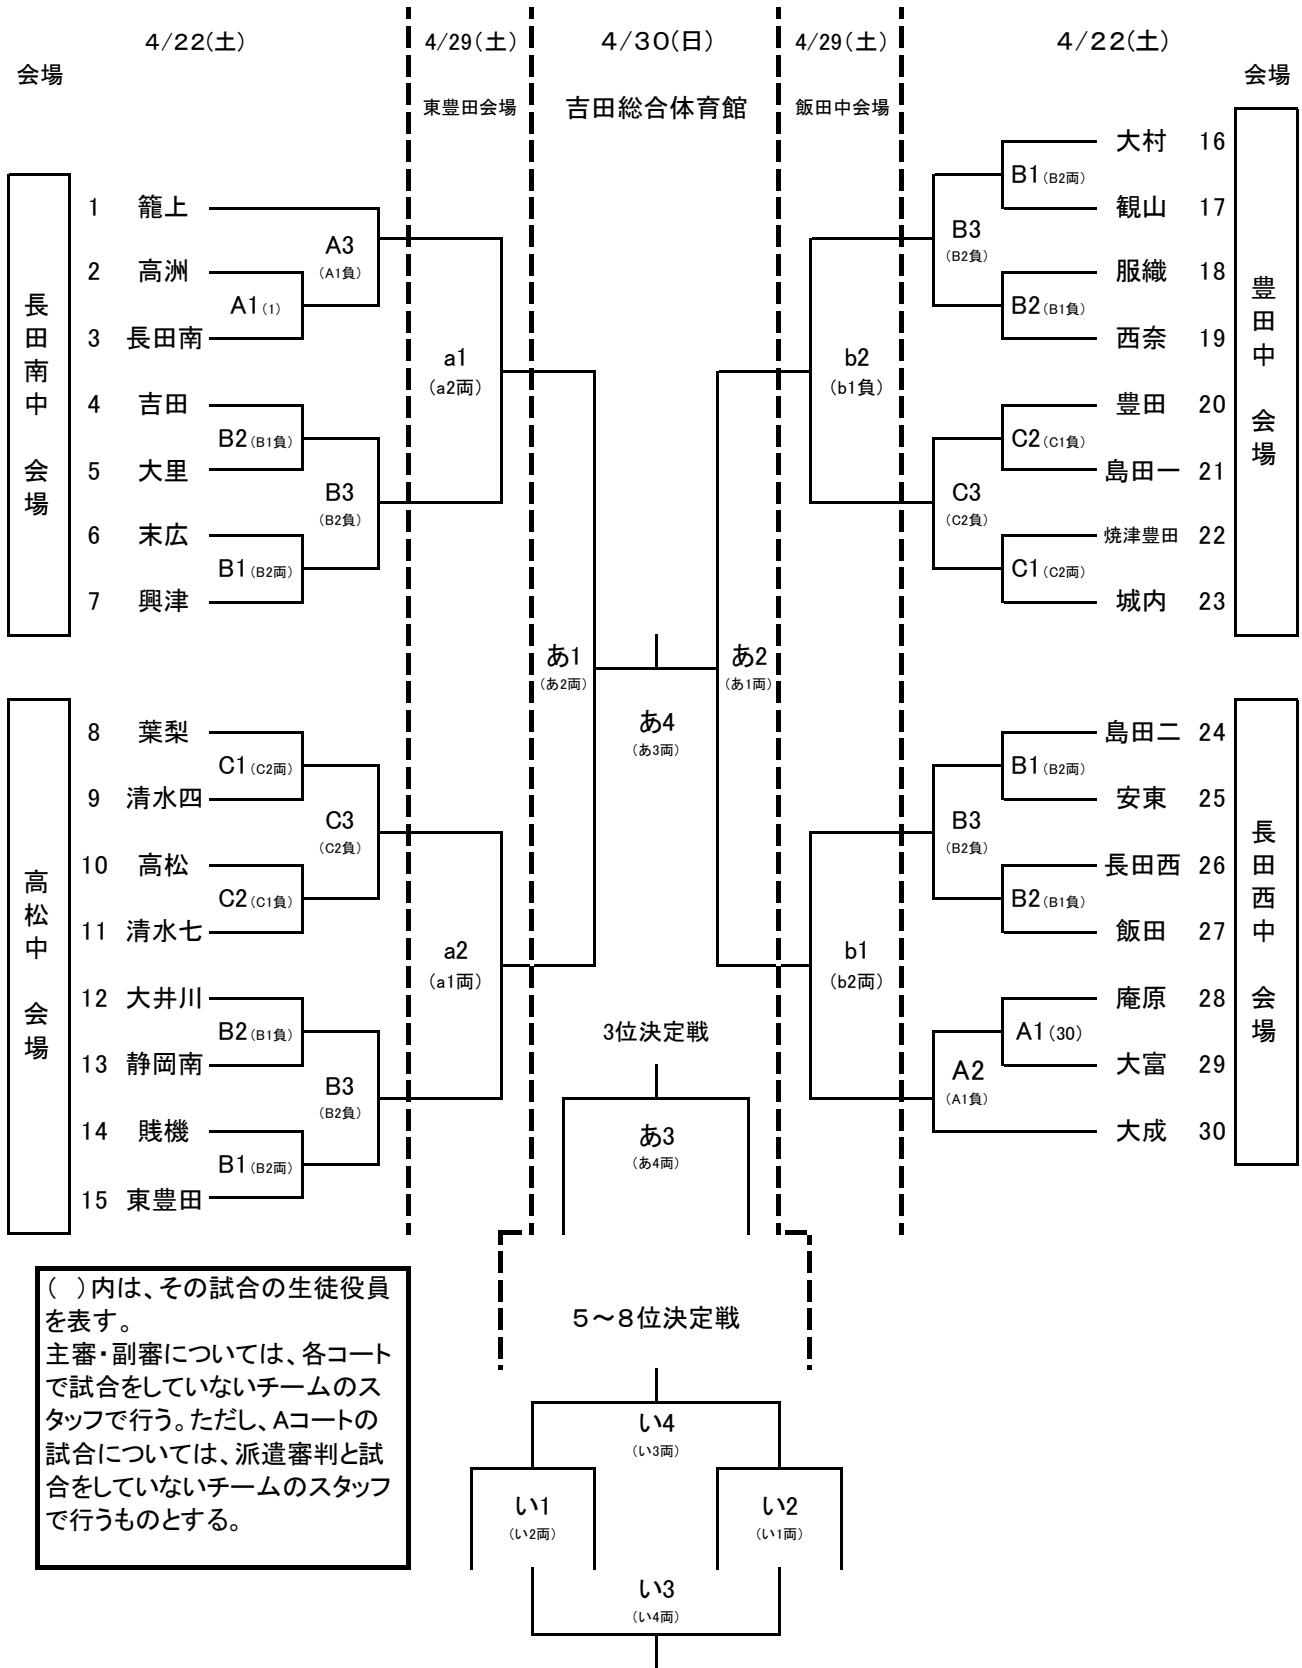 4/22(土) 4/29(土) 4/30(日) 4/29(土) 4/22(土)
会場 会場
東豊田会場 吉田総合体育館 飯田中会場
長田南中 会場
1 籠上
2 高洲
3 長田南
4 吉田
5 大里
6 末広
7 興津
A3
(A1負)
A1(1)
B2(B1負)
B3
(B2負)
B1(B2両)
a1
(a2両)
高松中 会場
8 葉梨
9 清水四
10 高松
11 清水七
12 大井川
13 静岡南
14 賎機
15 東豊田
C1(C2両)
C3
(C2負)
C2(C1負)
B2(B1負)
B3
(B2負)
B1(B2両)
a2
(a1両)
あ1
(あ2両)
あ4
(あ3両)
あ2
(あ1両)
豊田中 会場
大村 16
観山 17
服織 18
西奈 19
豊田 20
島田一 21
焼津豊田 22
城内 23
B1(B2両)
B3
(B2負)
B2(B1負)
C2(C1負)
C3
(C2負)
C1(C2両)
b2
(b1負)
長田西中 会場
島田二 24
安東 25
長田西 26
飯田 27
庵原 28
大富 29
大成 30
B1(B2両)
B3
(B2負)
B2(B1負)
A1(30)
A2
(A1負)
b1
(b2両)
3位決定戦
あ3
(あ4両)
5～8位決定戦
い4
(い3両)
い1
(い2両)
い2
(い1両)
い3
(い4両)
( )内は、その試合の生徒役員
を表す。
主審・副審については、各コート
で試合をしていないチームのス
タッフで行う。ただし、Aコートの
試合については、派遣審判と試
合をしていないチームのスタッフ
で行うものとする。